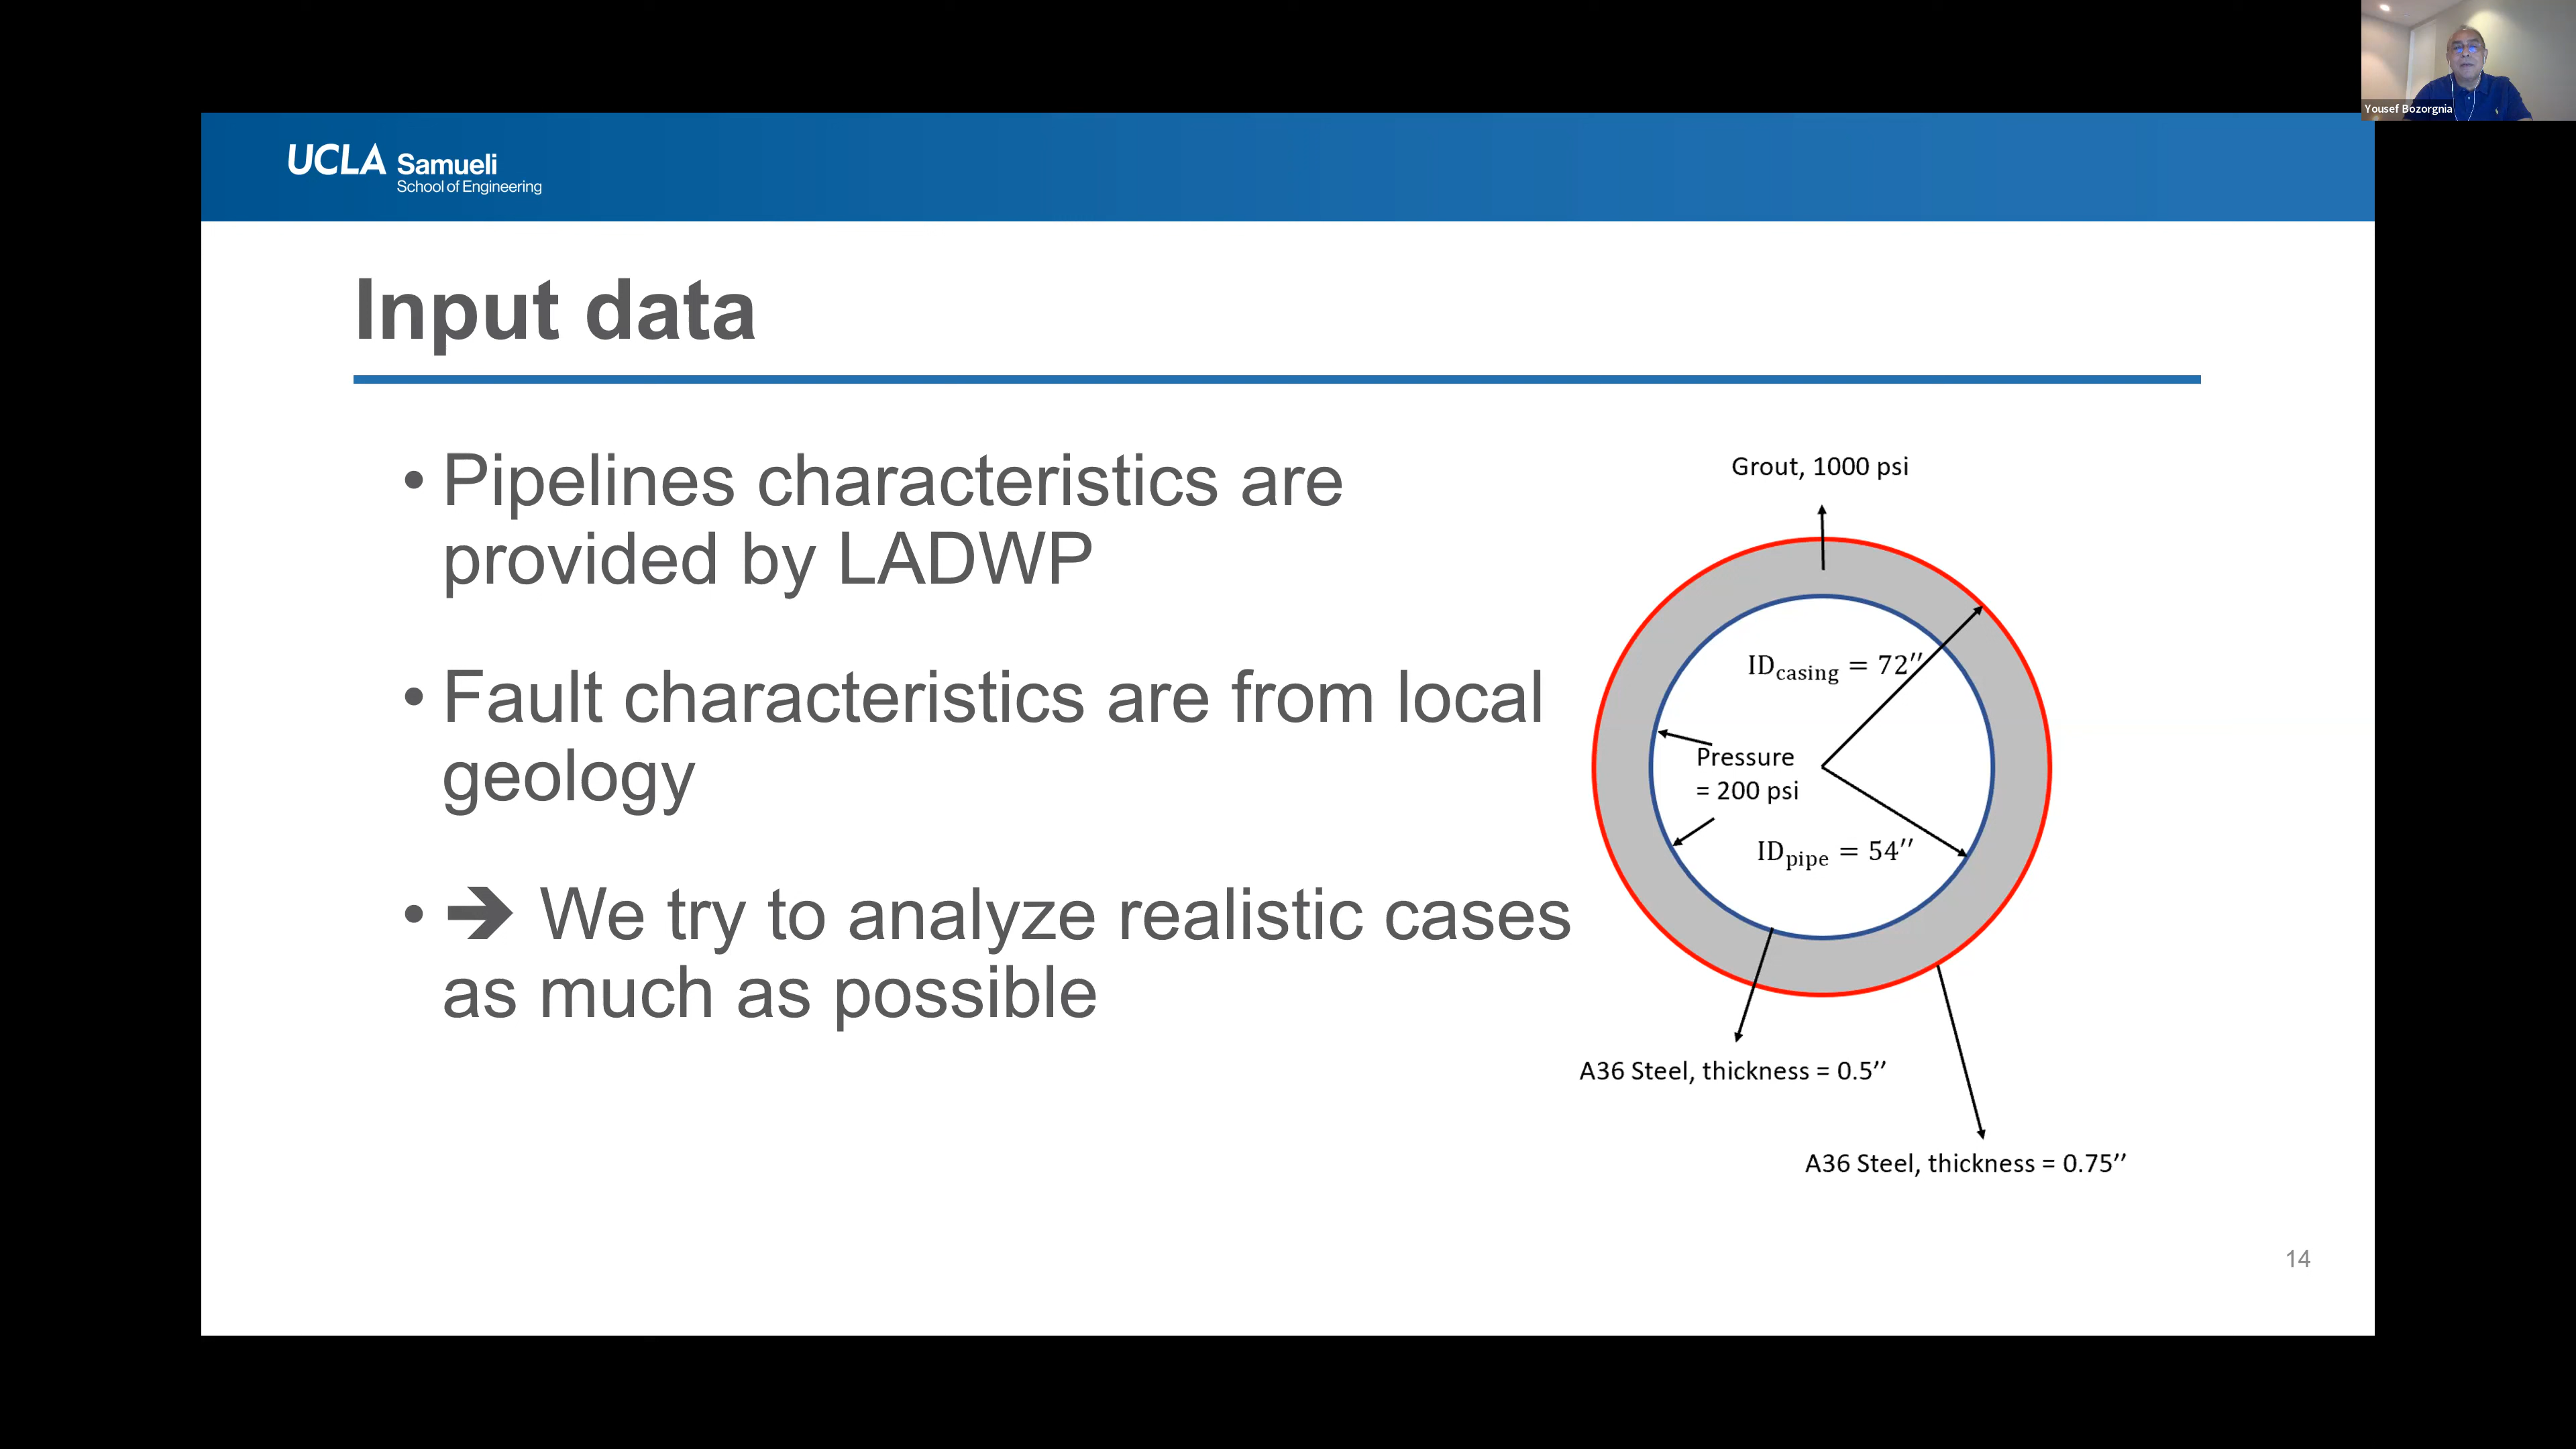 Yousef Bozorgnia
UCLA Samueli
School of Engineering
Input data
• Pipelines characteristics are
provided by LADWP
• Fault characteristics are from local
geology
• ➔ We try to analyze realistic cases
as much as possible
Grout, 1000 psi
ID_casing = 72′′
Pressure
= 200 psi
ID_pipe = 54′′
A36 Steel, thickness = 0.5’’
A36 Steel, thickness = 0.75’’
14